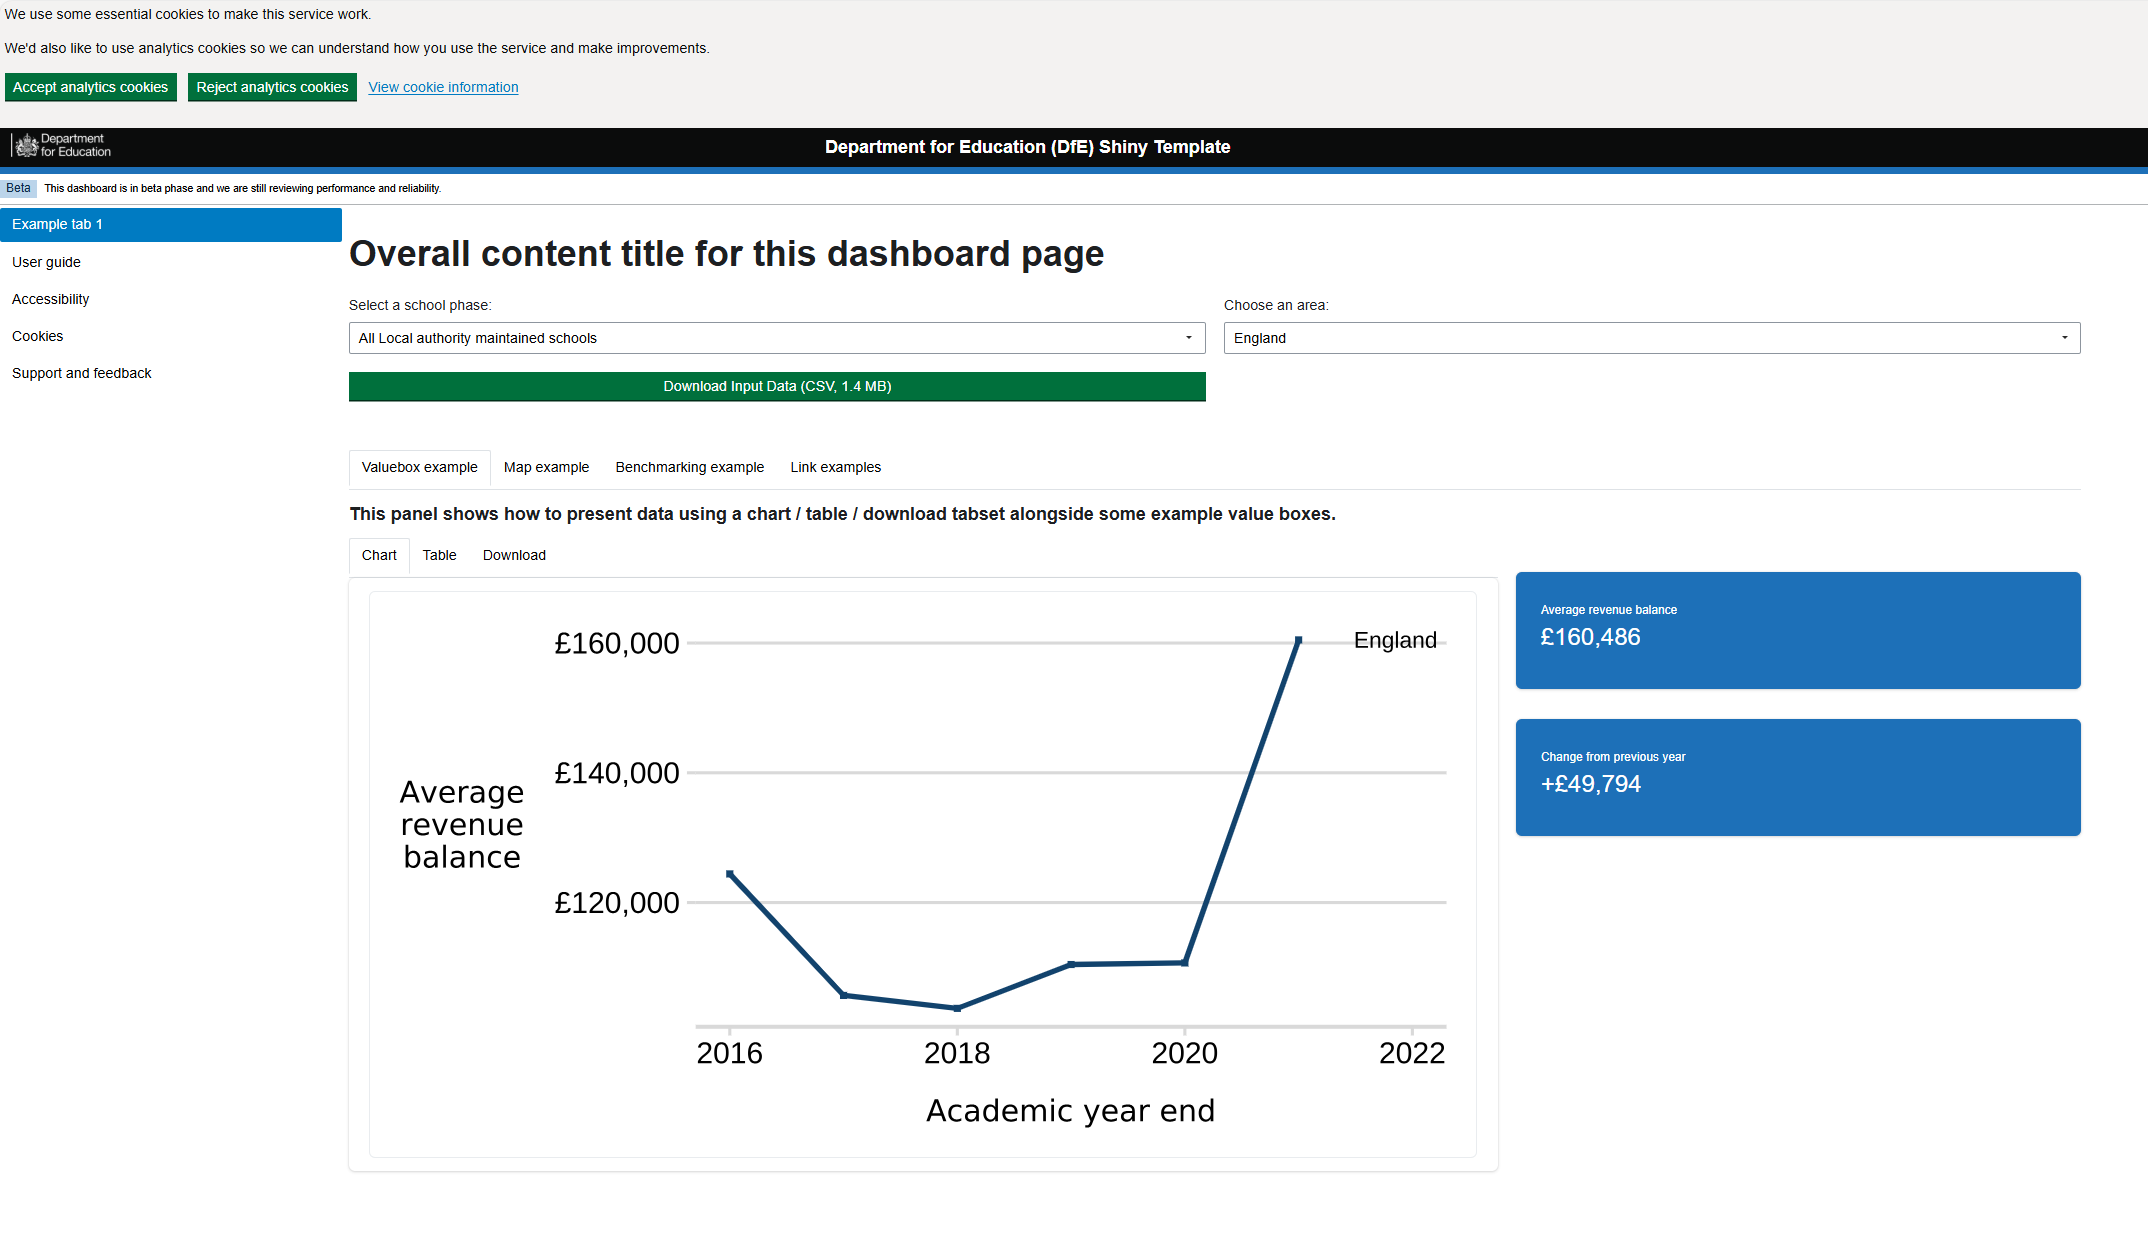 We use some essential cookies to make this service work.
We'd also like to use analytics cookies so we can understand how you use the service and make improvements.
Accept analytics cookies
Reject analytics cookies
View cookie information
Department
for Education
Department for Education (DfE) Shiny Template
Beta
This dashboard is in beta phase and we are still reviewing performance and reliability.
Example tab 1
User guide
Accessibility
Cookies
Support and feedback
Overall content title for this dashboard page
Select a school phase:
All Local authority maintained schools
Choose an area:
England
Download Input Data (CSV, 1.4 MB)
Valuebox example
Map example
Benchmarking example
Link examples
This panel shows how to present data using a chart / table / download tabset alongside some example value boxes.
Chart
Table
Download
Average
revenue
balance
£160,000
£140,000
£120,000
England
2016
2018
2020
2022
Academic year end
Average revenue balance
£160,486
Change from previous year
+£49,794